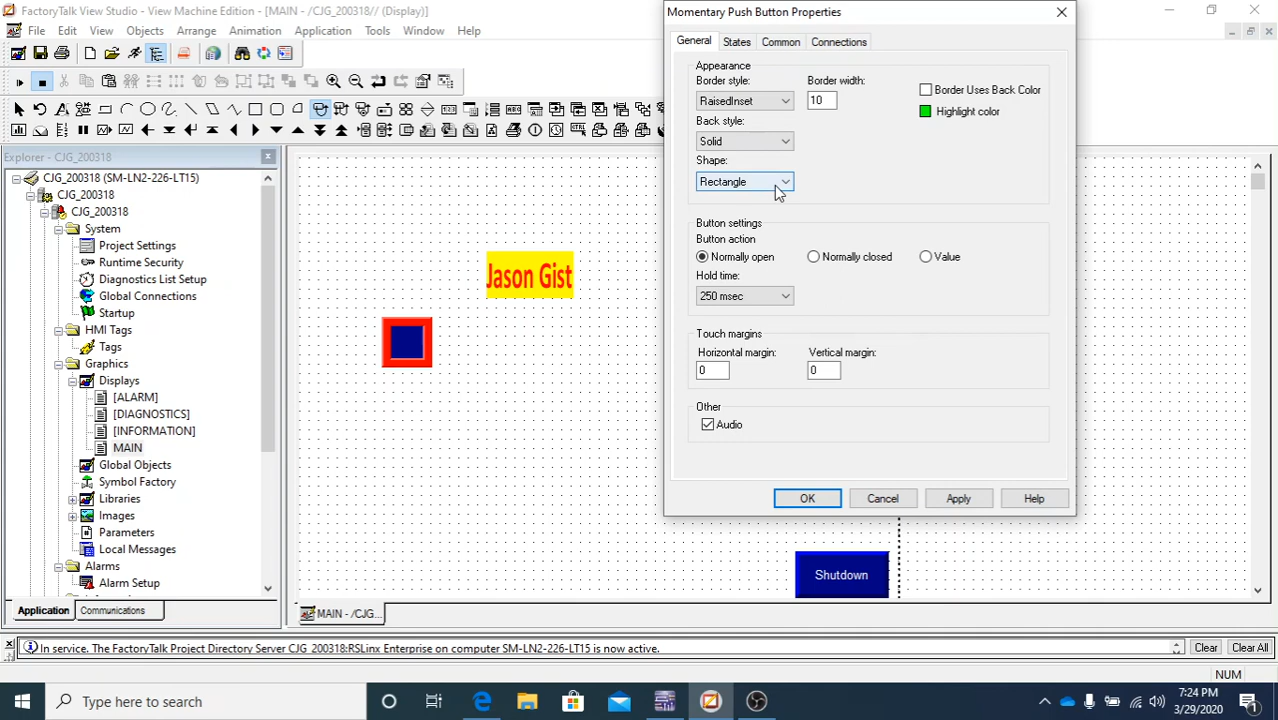 FactoryTalk View Studio - View Machine Edition - [MAIN - /CJG_200318// (Display)]
File Edit View Objects Arrange Animation Application Tools Window Help
Explorer - CJG_200318
CJG_200318 (SM-LN2-226-LT15)
CJG_200318
CJG_200318
System
Project Settings
Runtime Security
Diagnostics List Setup
Global Connections
Startup
HMI Tags
Tags
Graphics
Displays
[ALARM]
[DIAGNOSTICS]
[INFORMATION]
MAIN
Global Objects
Symbol Factory
Libraries
Images
Parameters
Local Messages
Alarms
Alarm Setup
Application Communications
Jason Gist
Shutdown
MAIN - /CJG...
Momentary Push Button Properties
General States Common Connections
Appearance
Border style: Border width:
RaisedInset 10 Border Uses Back Color
Back style: Highlight color
Solid
Shape:
Rectangle
Button settings
Button action
Normally open Normally closed Value
Hold time:
250 msec
Touch margins
Horizontal margin: Vertical margin:
0 0
Other
Audio
OK Cancel Apply Help
In service. The FactoryTalk Project Directory Server CJG_200318:RSLinx Enterprise on computer SM-LN2-226-LT15 is now active. Clear Clear All
NUM
Type here to search
7:24 PM
3/29/2020
1